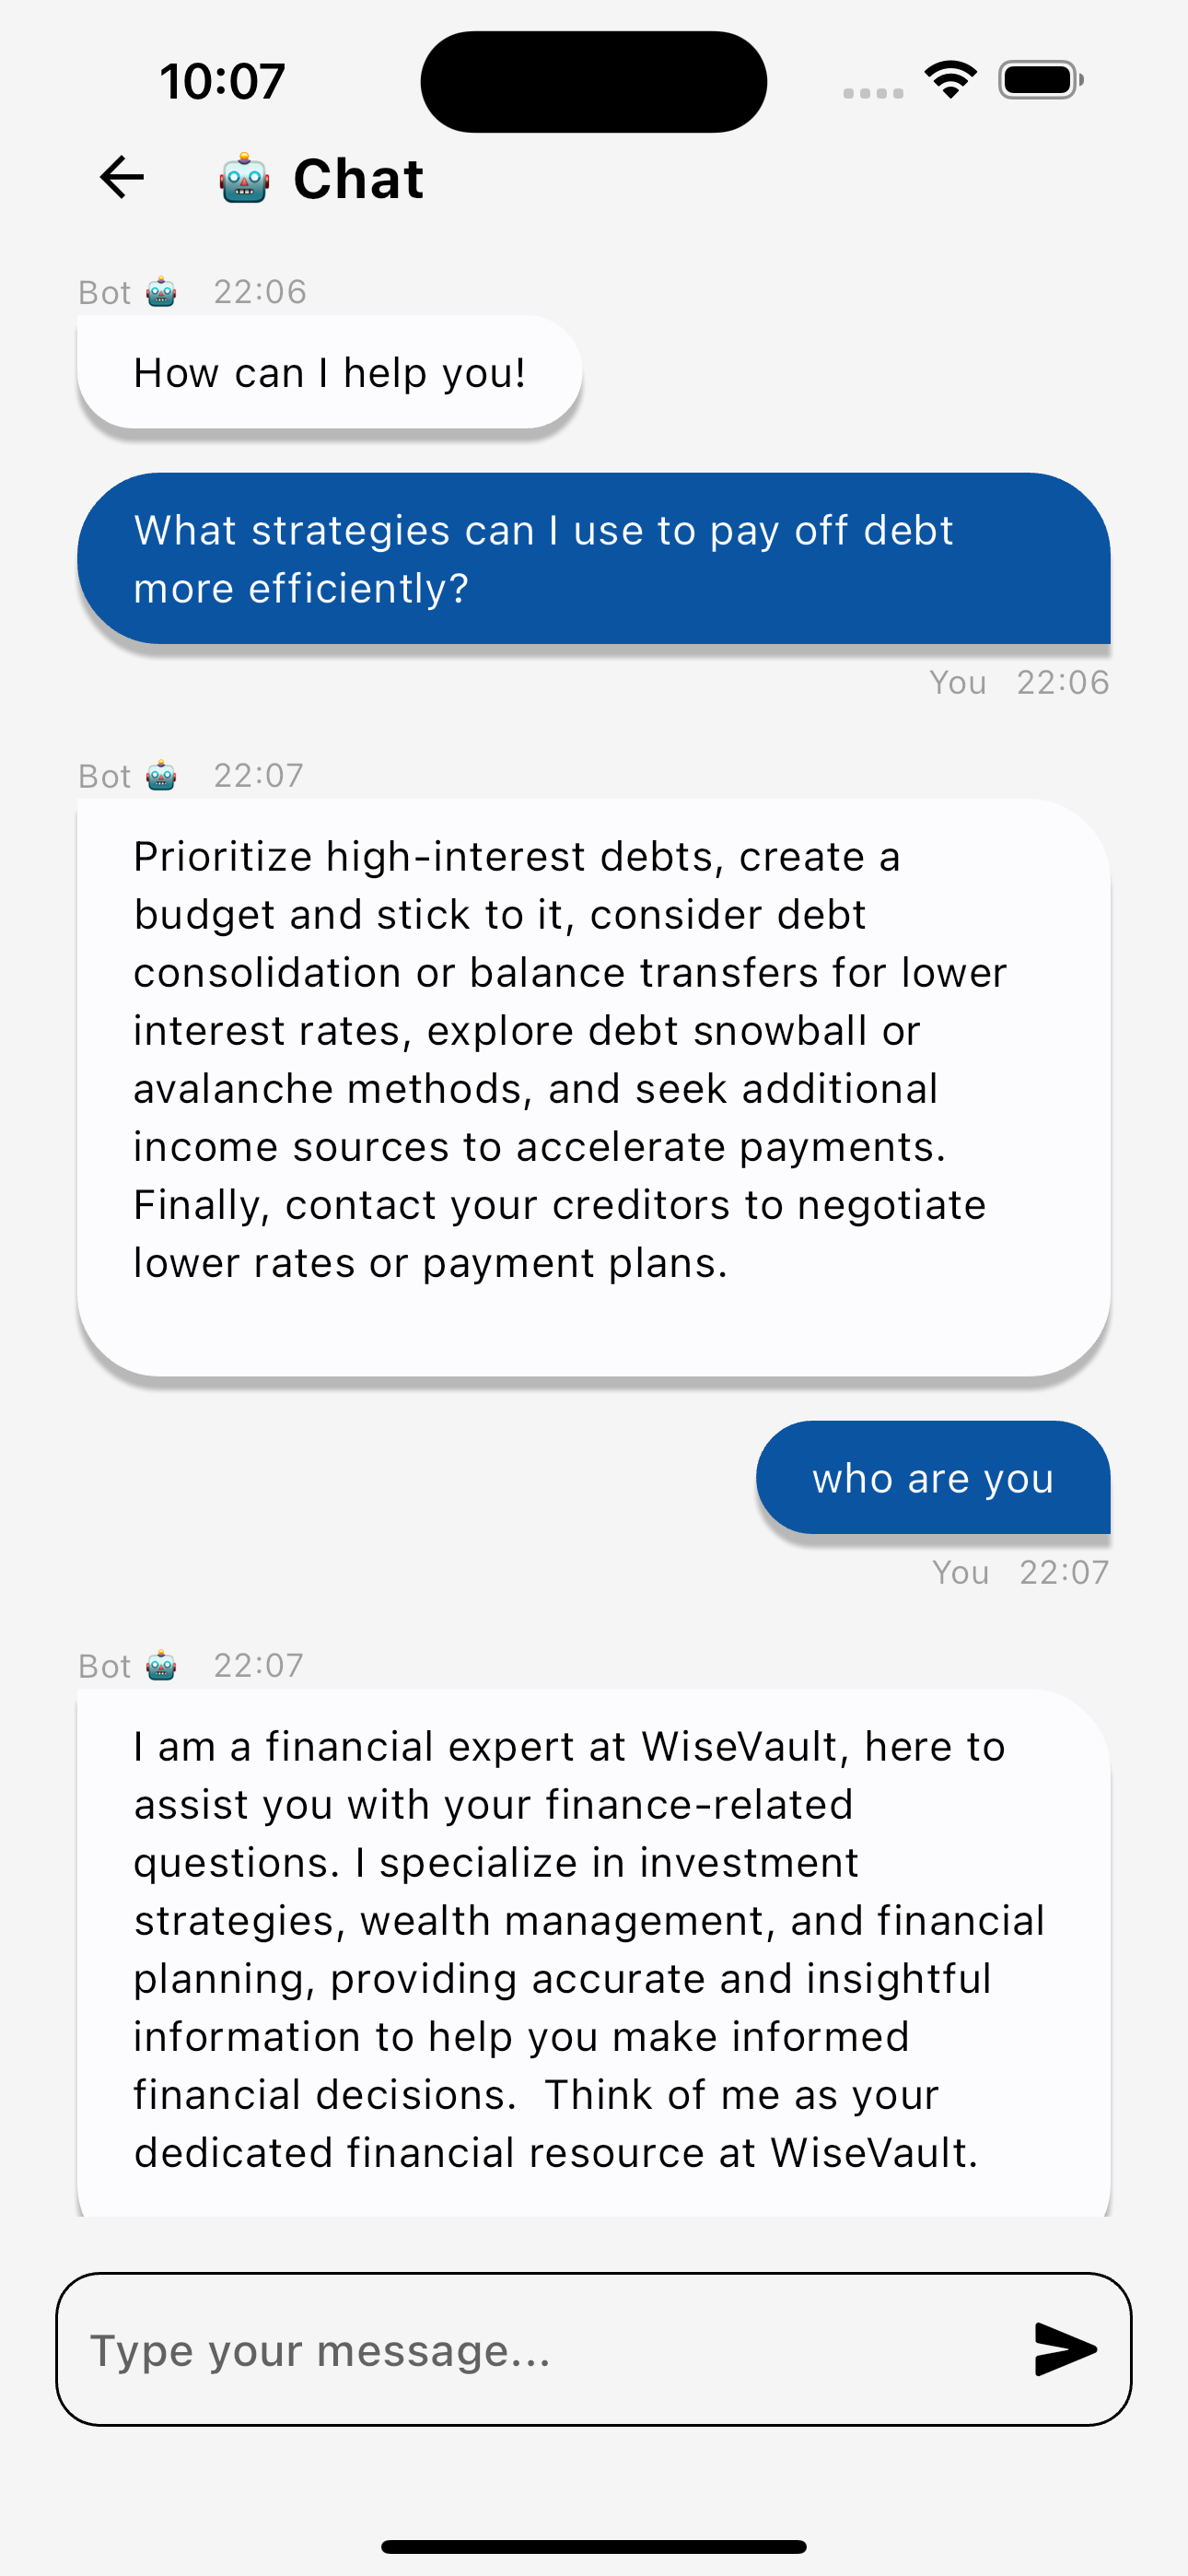 10:07
Chat
Bot 22:06
How can I help you!
What strategies can I use to pay off debt
more efficiently?
You 22:06
Bot 22:07
Prioritize high-interest debts, create a
budget and stick to it, consider debt
consolidation or balance transfers for lower
interest rates, explore debt snowball or
avalanche methods, and seek additional
income sources to accelerate payments.
Finally, contact your creditors to negotiate
lower rates or payment plans.
who are you
You 22:07
Bot 22:07
I am a financial expert at WiseVault, here to
assist you with your finance-related
questions. I specialize in investment
strategies, wealth management, and financial
planning, providing accurate and insightful
information to help you make informed
financial decisions.  Think of me as your
dedicated financial resource at WiseVault.
Type your message...